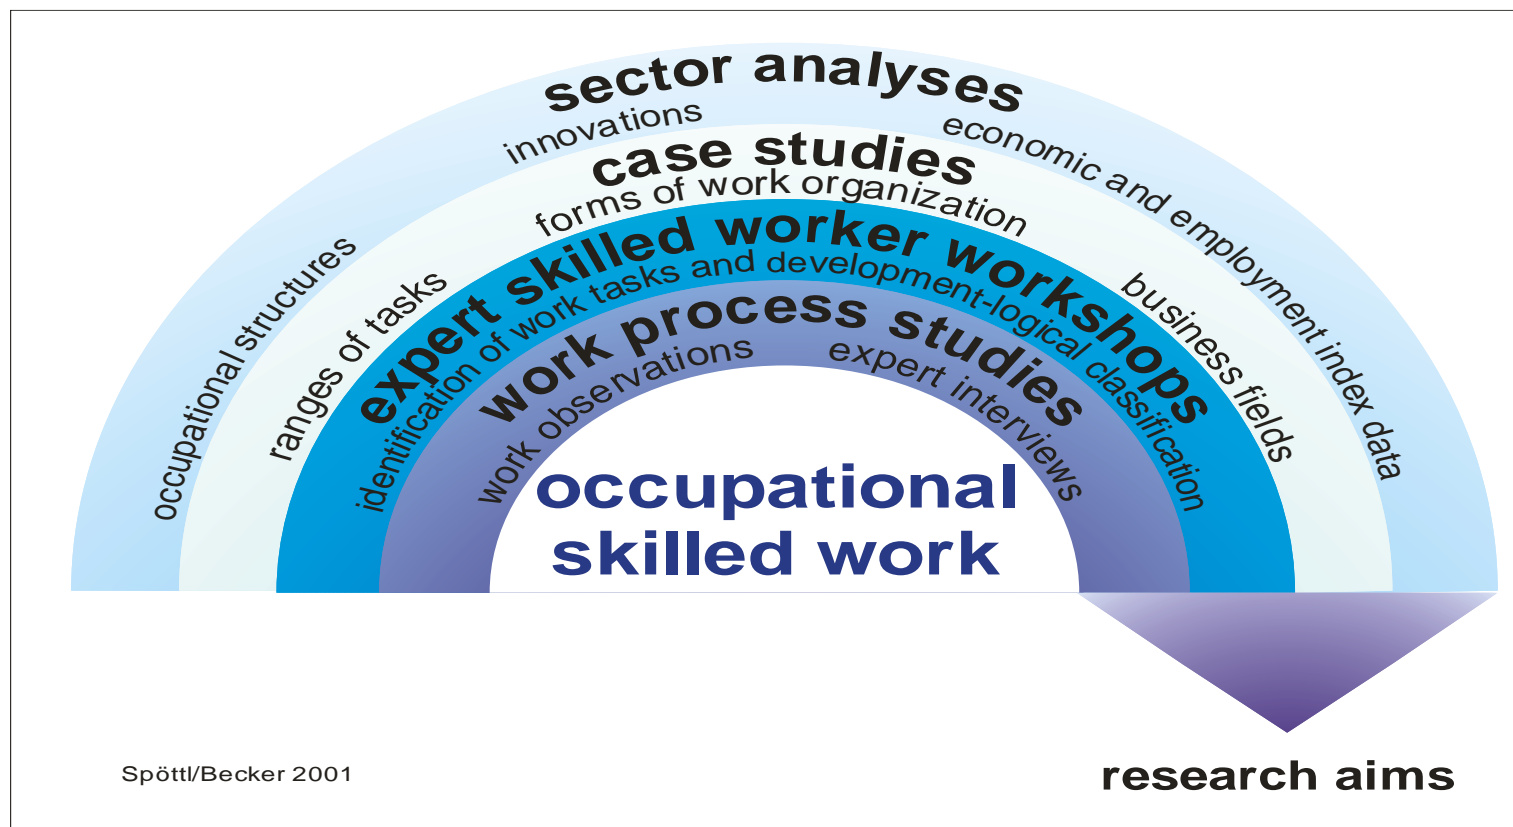 sector analyses
innovations
economic and employment index data
occupational structures
case studies
forms of work organization
ranges of tasks
business fields
expert skilled worker workshops
identification of work tasks and development-logical classification
work process studies
work observations
expert interviews
occupational
skilled work
Spöttl/Becker 2001
research aims